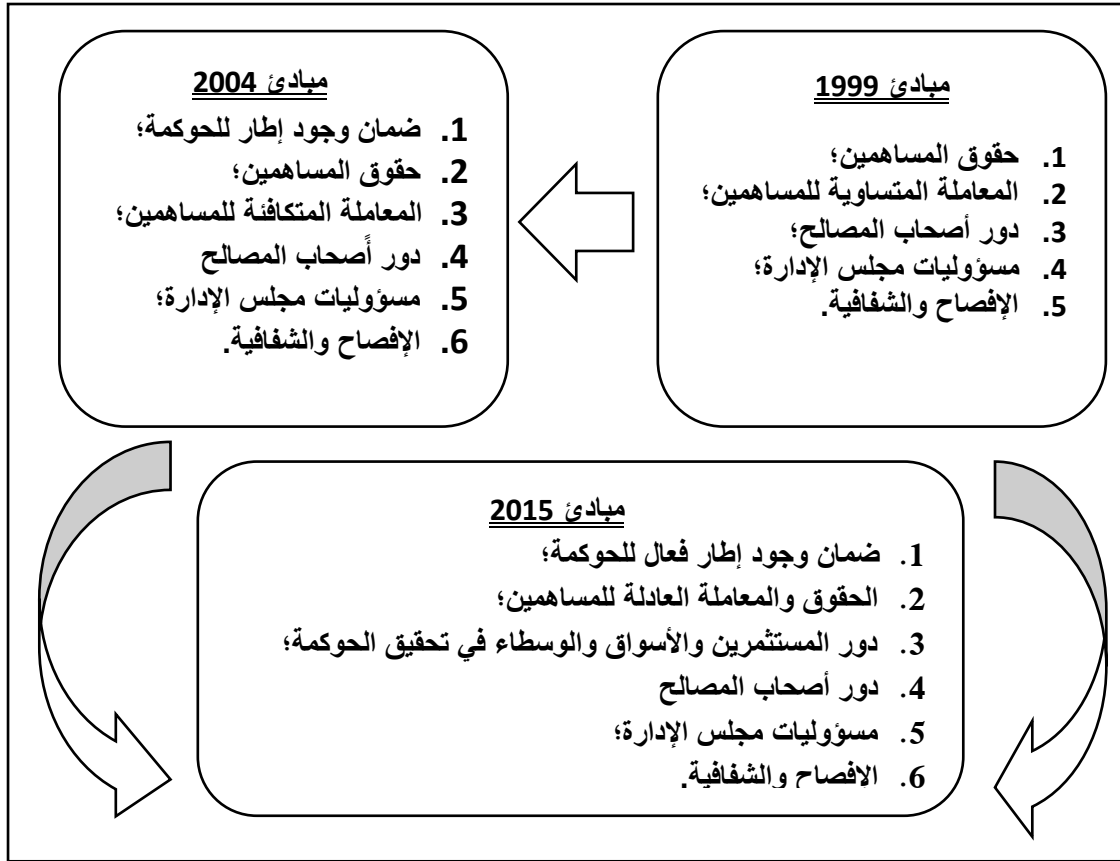 مبادئ 1999
1. حقوق المساهمين؛
2. المعاملة المتساوية للمساهمين؛
3. دور أصحاب المصالح؛
4. مسؤوليات مجلس الإدارة؛
5. الإفصاح والشفافية.
مبادئ 2004
1. ضمان وجود إطار للحوكمة؛
2. حقوق المساهمين؛
3. المعاملة المتكافئة للمساهمين؛
4. دور أًصحاب المصالح
5. مسؤوليات مجلس الإدارة؛
6. الإفصاح والشفافية.
مبادئ 2015
1. ضمان وجود إطار فعال للحوكمة؛
2. الحقوق والمعاملة العادلة للمساهمين؛
3. دور المستثمرين والأسواق والوسطاء في تحقيق الحوكمة؛
4. دور أصحاب المصالح
5. مسؤوليات مجلس الإدارة؛
6. الإفصاح والشفافية.